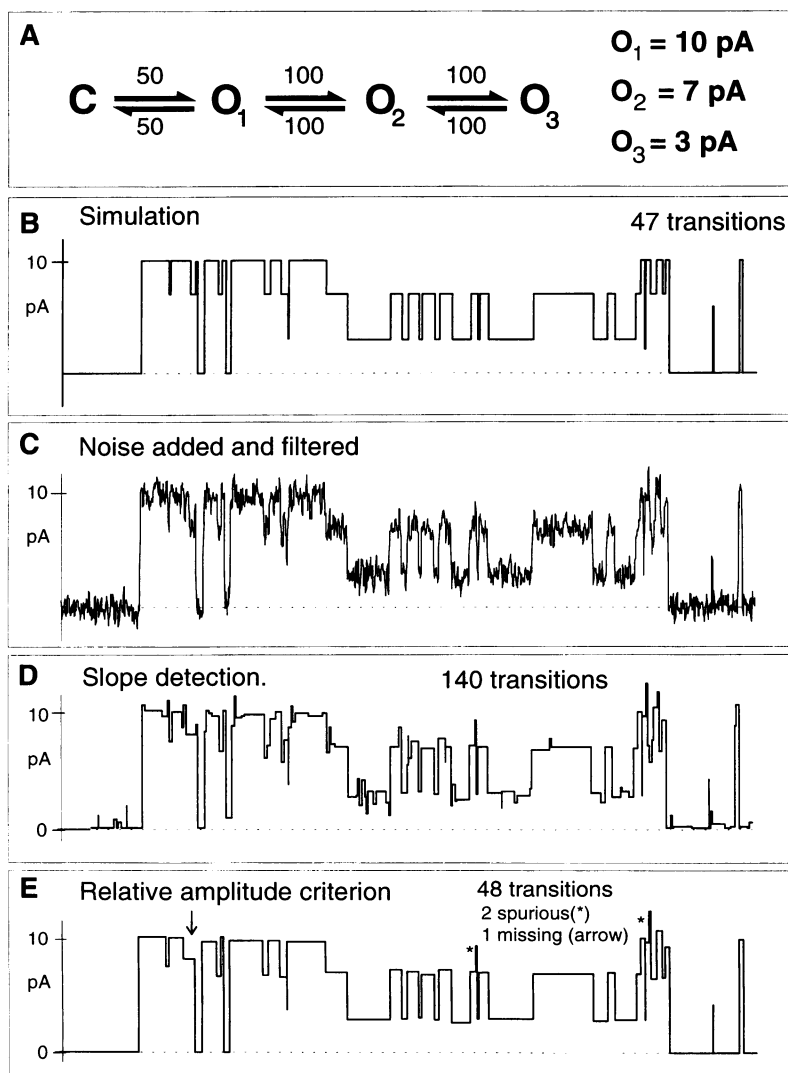 A
50 100 100
C O1 O2 O3
50 100 100
O1 = 10 pA
O2 = 7 pA
O3 = 3 pA
B
Simulation
47 transitions
10
pA
C
Noise added and filtered
10
pA
D
Slope detection.
140 transitions
10
pA
0
E
Relative amplitude criterion
48 transitions
2 spurious(*)
1 missing (arrow)
* *
10
pA
0